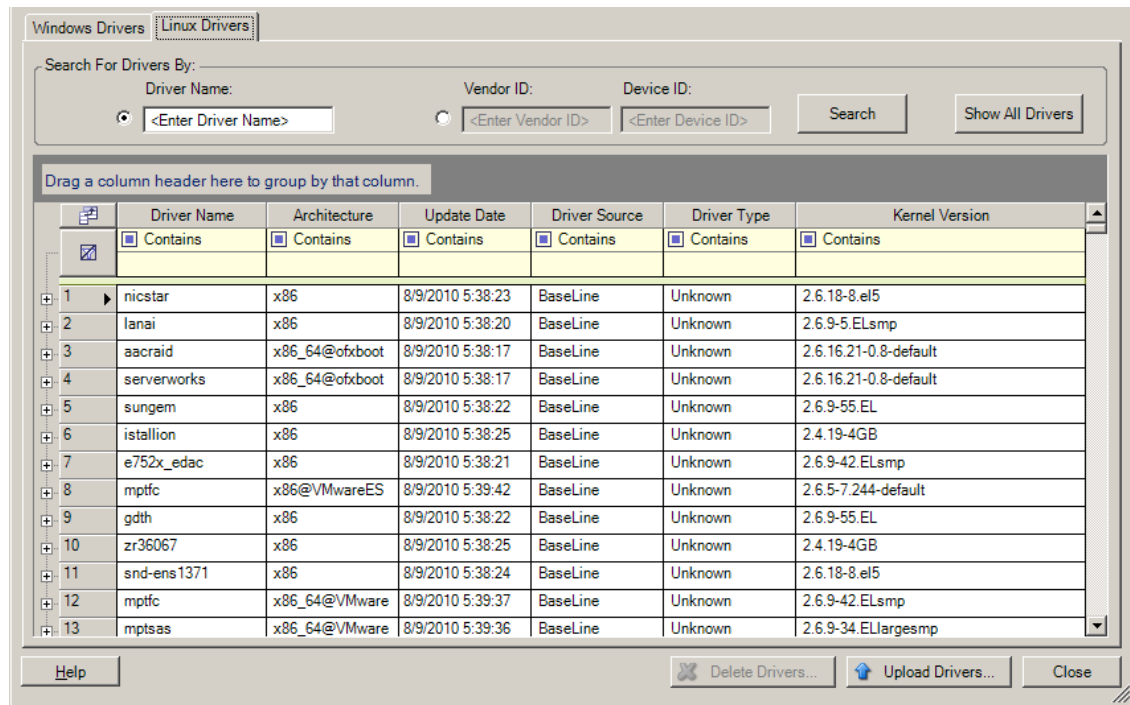 Windows Drivers Linux Drivers
Search For Drivers By:
Driver Name: Vendor ID: Device ID:
<Enter Driver Name> <Enter Vendor ID> <Enter Device ID> Search Show All Drivers
Drag a column header here to group by that column.
Driver Name Architecture Update Date Driver Source Driver Type Kernel Version
Contains Contains Contains Contains Contains Contains
1 nicstar x86 8/9/2010 5:38:23 BaseLine Unknown 2.6.18-8.el5
2 lanai x86 8/9/2010 5:38:20 BaseLine Unknown 2.6.9-5.ELsmp
3 aacraid x86_64@ofxboot 8/9/2010 5:38:17 BaseLine Unknown 2.6.16.21-0.8-default
4 serverworks x86_64@ofxboot 8/9/2010 5:38:17 BaseLine Unknown 2.6.16.21-0.8-default
5 sungem x86 8/9/2010 5:38:22 BaseLine Unknown 2.6.9-55.EL
6 istallion x86 8/9/2010 5:38:25 BaseLine Unknown 2.4.19-4GB
7 e752x_edac x86 8/9/2010 5:38:21 BaseLine Unknown 2.6.9-42.ELsmp
8 mptfc x86@VMwareES 8/9/2010 5:39:42 BaseLine Unknown 2.6.5-7.244-default
9 gdth x86 8/9/2010 5:38:22 BaseLine Unknown 2.6.9-55.EL
10 zr36067 x86 8/9/2010 5:38:25 BaseLine Unknown 2.4.19-4GB
11 snd-ens1371 x86 8/9/2010 5:38:24 BaseLine Unknown 2.6.18-8.el5
12 mptfc x86_64@VMware 8/9/2010 5:39:37 BaseLine Unknown 2.6.9-42.ELsmp
13 mptsas x86_64@VMware 8/9/2010 5:39:36 BaseLine Unknown 2.6.9-34.ELlargesmp
Help Delete Drivers... Upload Drivers... Close